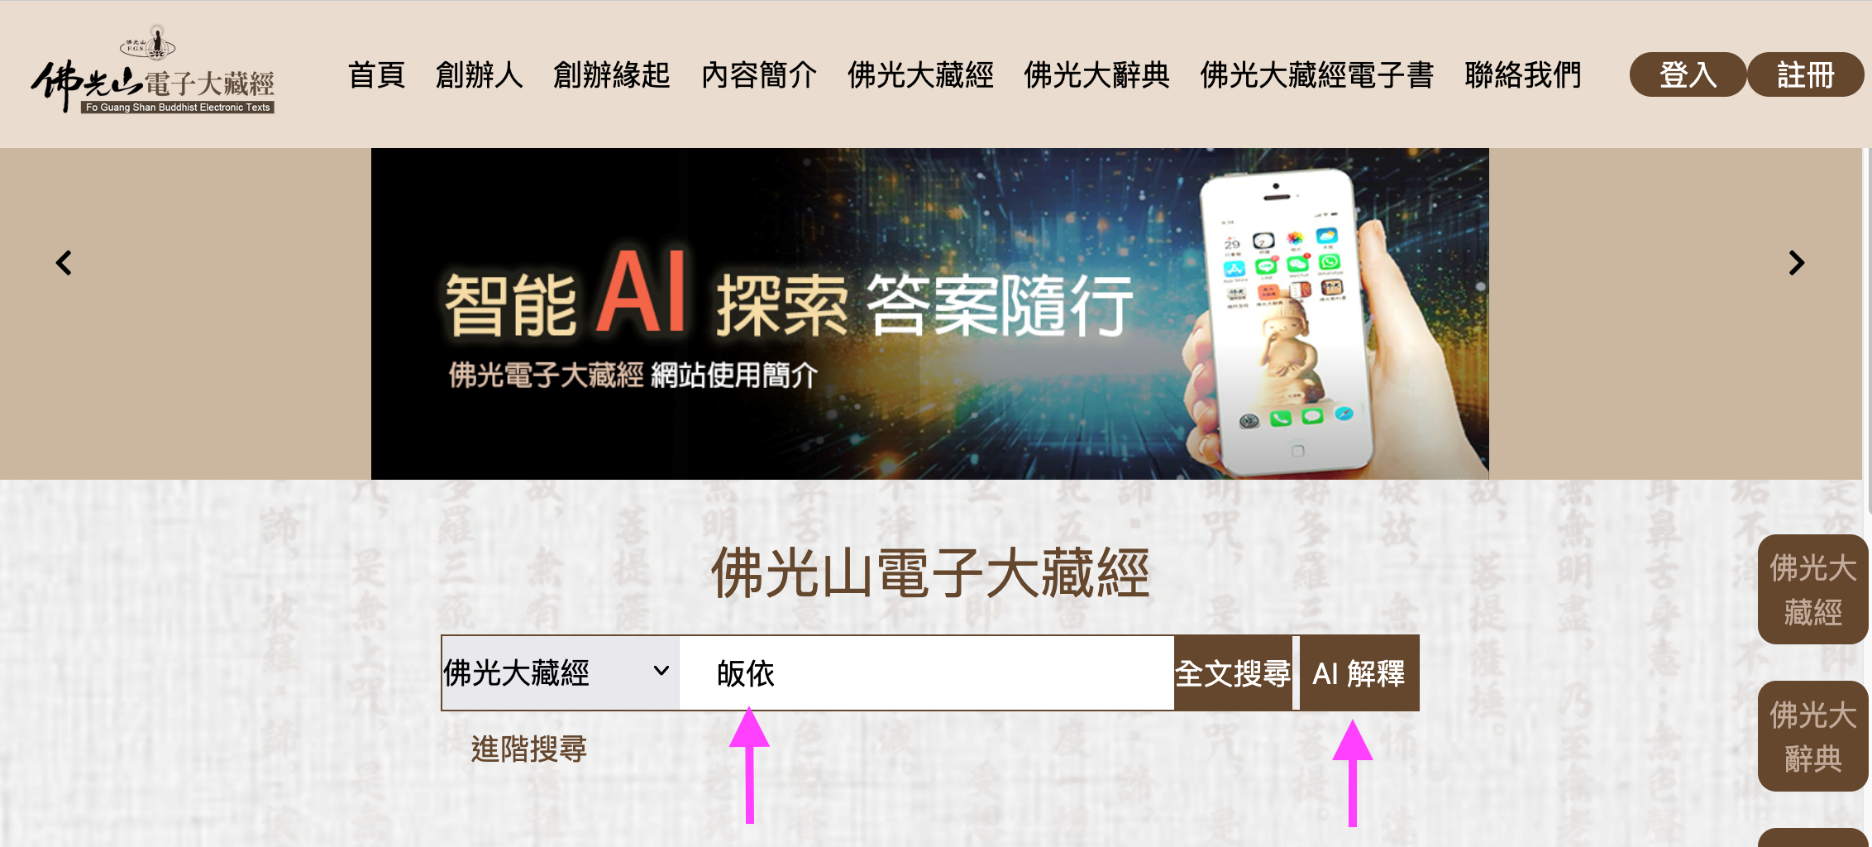 佛光山
F.G.S.
佛光山電子大藏經
Fo Guang Shan Buddhist Electronic Texts
首頁 創辦人 創辦緣起 內容簡介 佛光大藏經 佛光大辭典 佛光大藏經電子書 聯絡我們 登入 註冊
智能 AI 探索 答案隨行
佛光電子大藏經 網站使用簡介
29
佛光山電子大藏經
佛光大藏經 皈依 全文搜尋 AI 解釋
進階搜尋
佛光大
藏經
佛光大
辭典